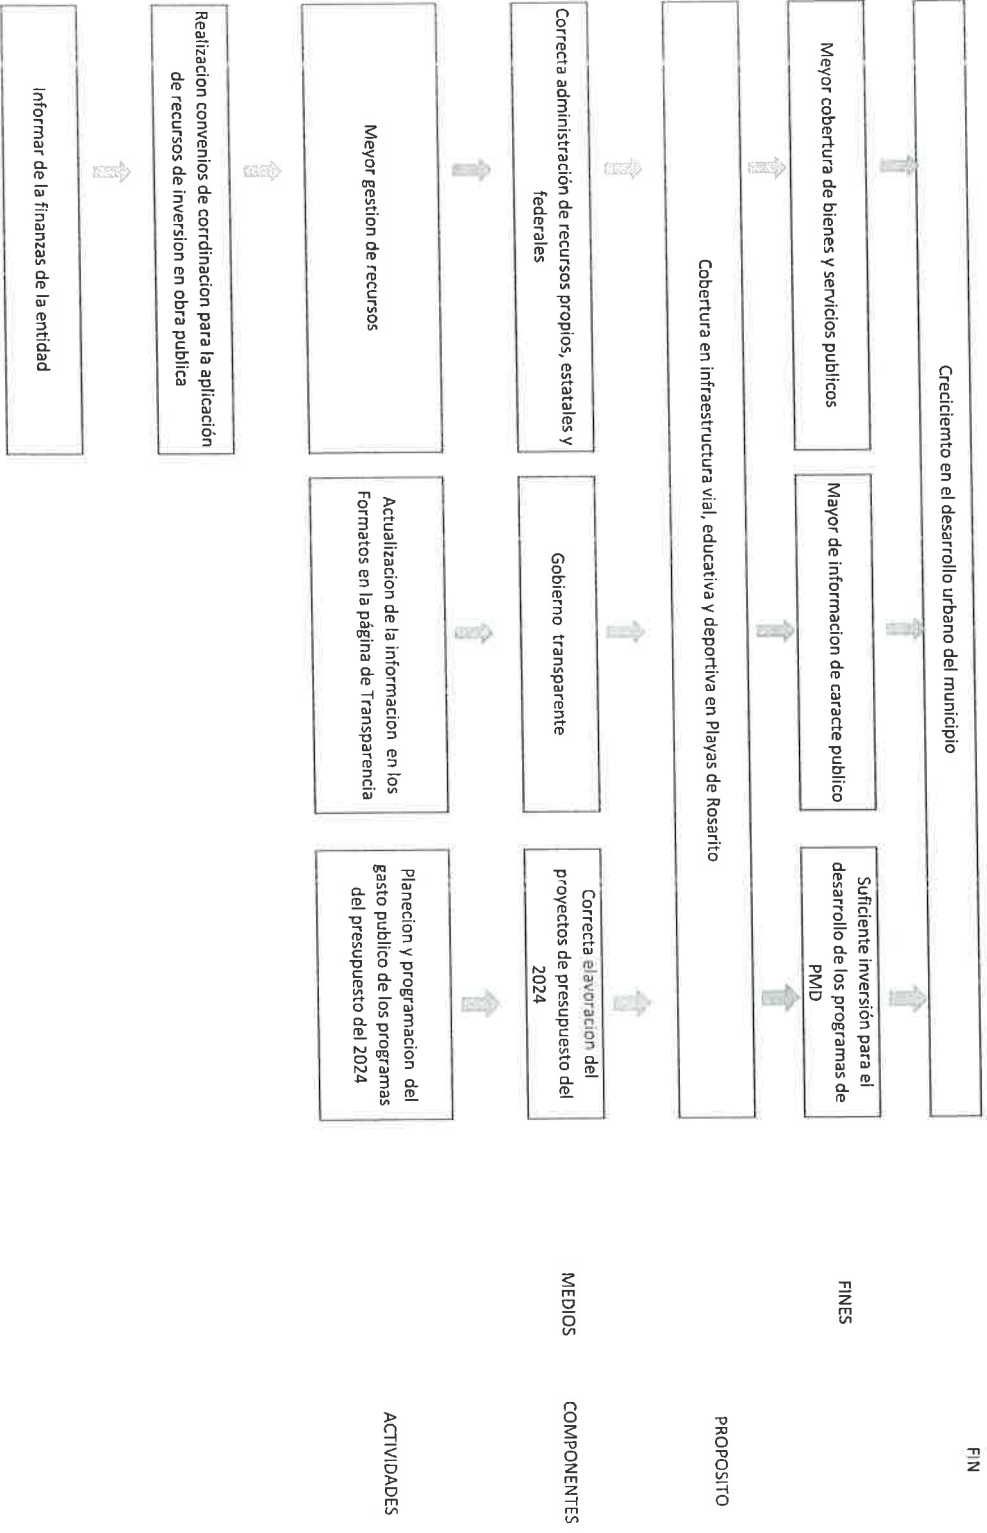 Creciciemto en el desarrollo urbano del municipio
FIN
Meyor cobertura de bienes y servicios publicos
Mayor de informacion de caracte publico
Suficiente inversión para el
desarrollo de los programas de
PMD
FINES
Cobertura en infraestructura vial, educativa y deportiva en Playas de Rosarito
PROPOSITO
Correcta administración de recursos propios, estatales y
federales
Gobierno transparente
Correcta elavoracion del
proyectos de presupuesto del
2024
MEDIOS
COMPONENTES
Meyor gestion de recursos
Actualizacion de la informacion en los
Formatos en la página de Transparencia
Planecion y programacion del
gasto publico de los programas
del presupuesto del 2024
ACTIVIDADES
Realizacion convenios de corrdinacion para la aplicación
de recursos de inversion en obra publica
Informar de la finanzas de la entidad